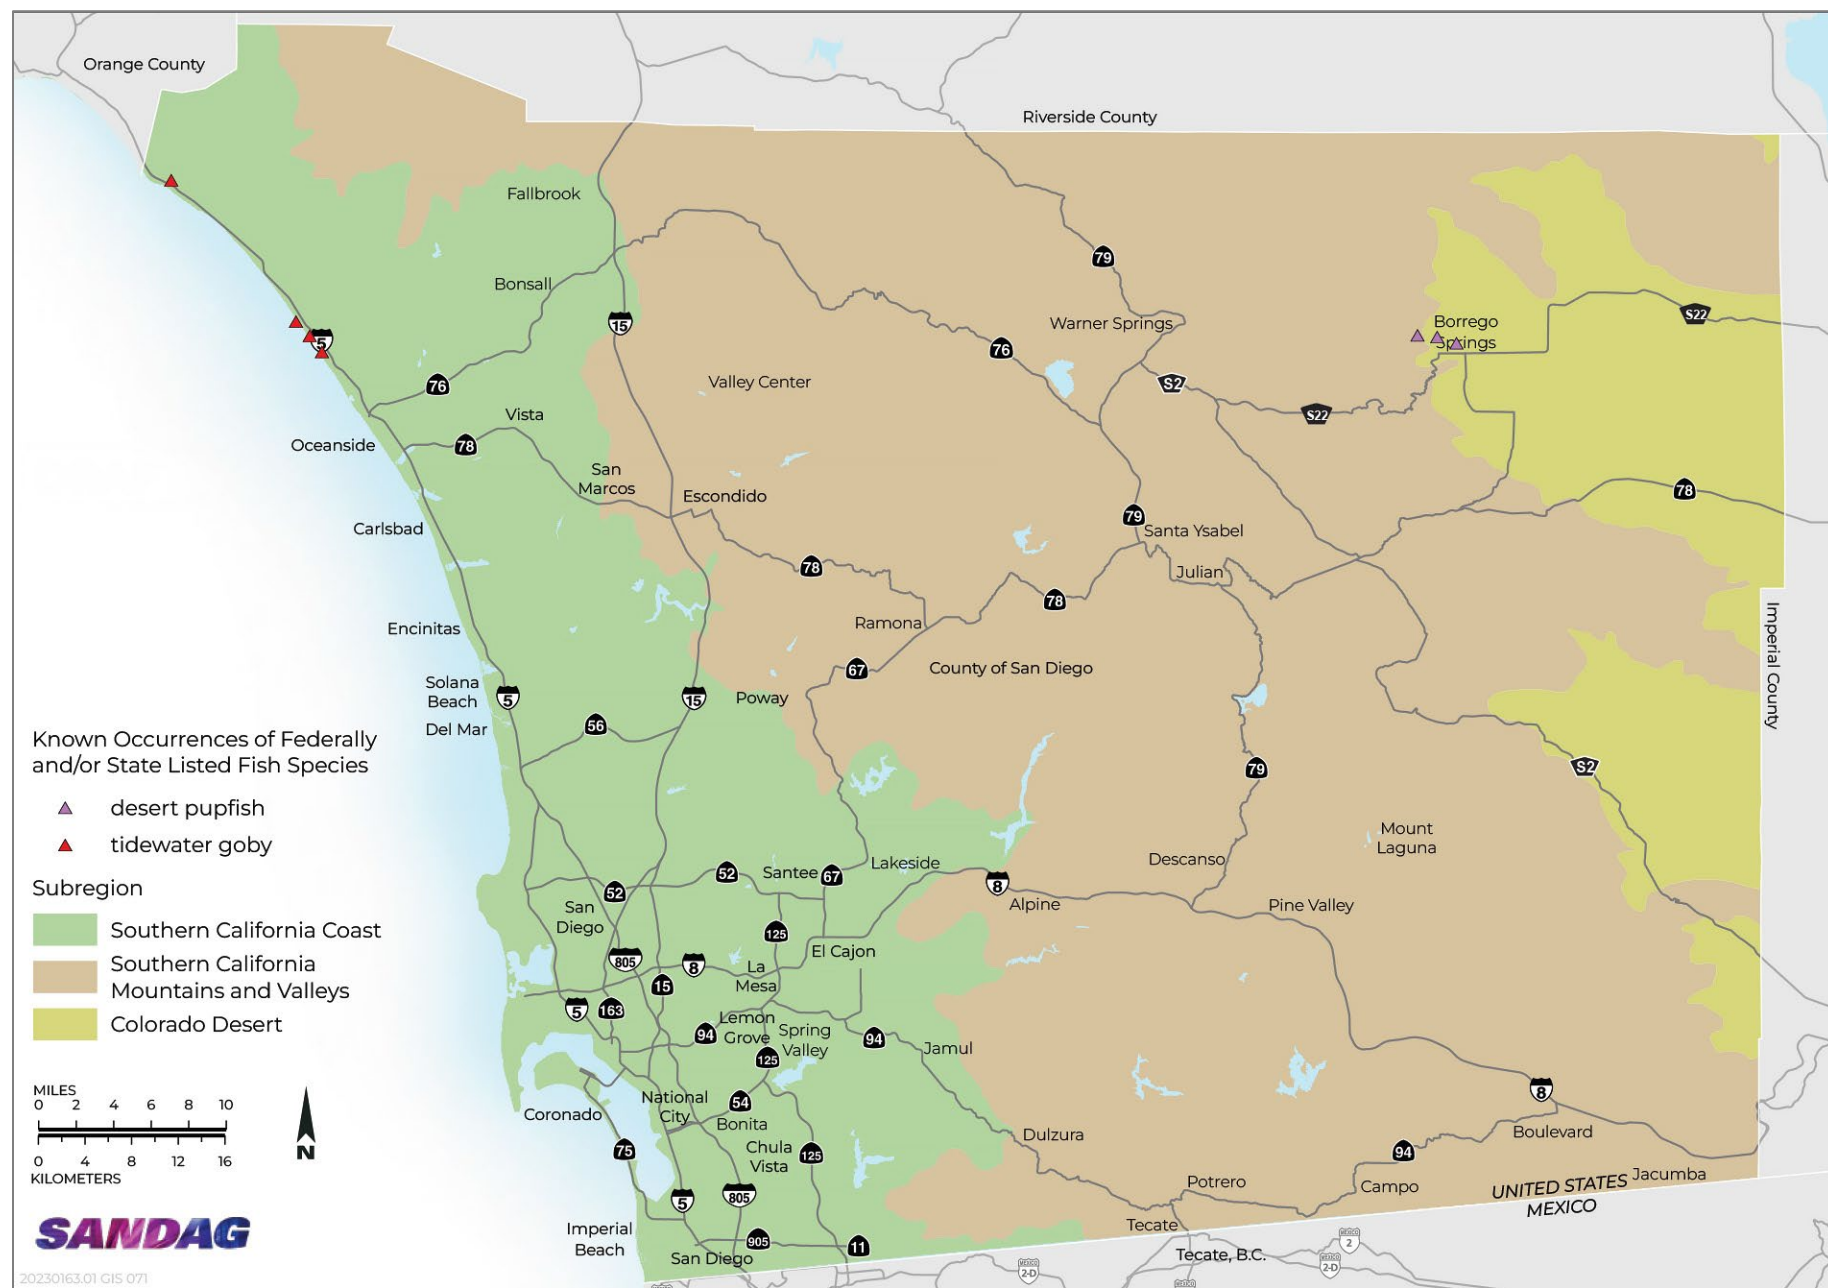 Orange County
Riverside County
Fallbrook
79
Bonsall
15
Warner Springs
S22
Borrego
Springs
5
76
76
Valley Center
S2
S22
Vista
78
Oceanside
San
Marcos
Escondido
78
79
Santa Ysabel
Carlsbad
78
Julian
78
Encinitas
Ramona
Imperial County
67
County of San Diego
Solana
Beach
5
15
Poway
Del Mar
56
Known Occurrences of Federally
and/or State Listed Fish Species
desert pupfish
tidewater goby
79
S2
Mount
Laguna
Descanso
52
52
Santee
67
Lakeside
8
Alpine
Pine Valley
Subregion
Southern California Coast
Southern California
Mountains and Valleys
Colorado Desert
San
Diego
125
El Cajon
805
8
La
Mesa
15
5
163
94
Lemon
Grove
Spring
Valley
94
Jamul
125
MILES
0 2 4 6 8 10
0 4 8 12 16
KILOMETERS
N
Coronado
National
City
54
Bonita
8
75
Chula
Vista
125
Dulzura
Boulevard
94
5
805
Potrero
Campo
UNITED STATES
MEXICO
Jacumba
Imperial
Beach
San Diego
905
11
Tecate
Tecate, B.C.
2
2-D
2-D
SANDAG
20230163.01 GIS 071